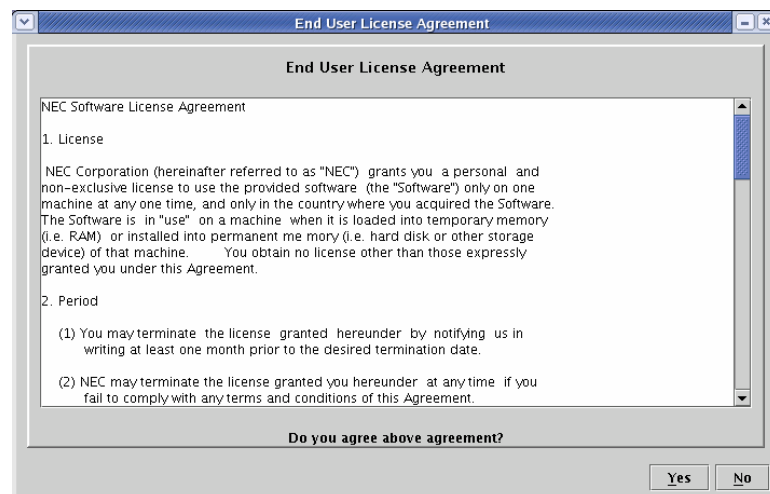 End User License Agreement
End User License Agreement
NEC Software License Agreement
1. License
NEC Corporation (hereinafter referred to as "NEC") grants you a personal and
non-exclusive license to use the provided software (the "Software") only on one
machine at any one time, and only in the country where you acquired the Software.
The Software is in "use" on a machine when it is loaded into temporary memory
(i.e. RAM) or installed into permanent me mory (i.e. hard disk or other storage
device) of that machine. You obtain no license other than those expressly
granted you under this Agreement.
2. Period
(1) You may terminate the license granted hereunder by notifying us in
writing at least one month prior to the desired termination date.
(2) NEC may terminate the license granted you hereunder at any time if you
fail to comply with any terms and conditions of this Agreement.
Do you agree above agreement?
Yes No